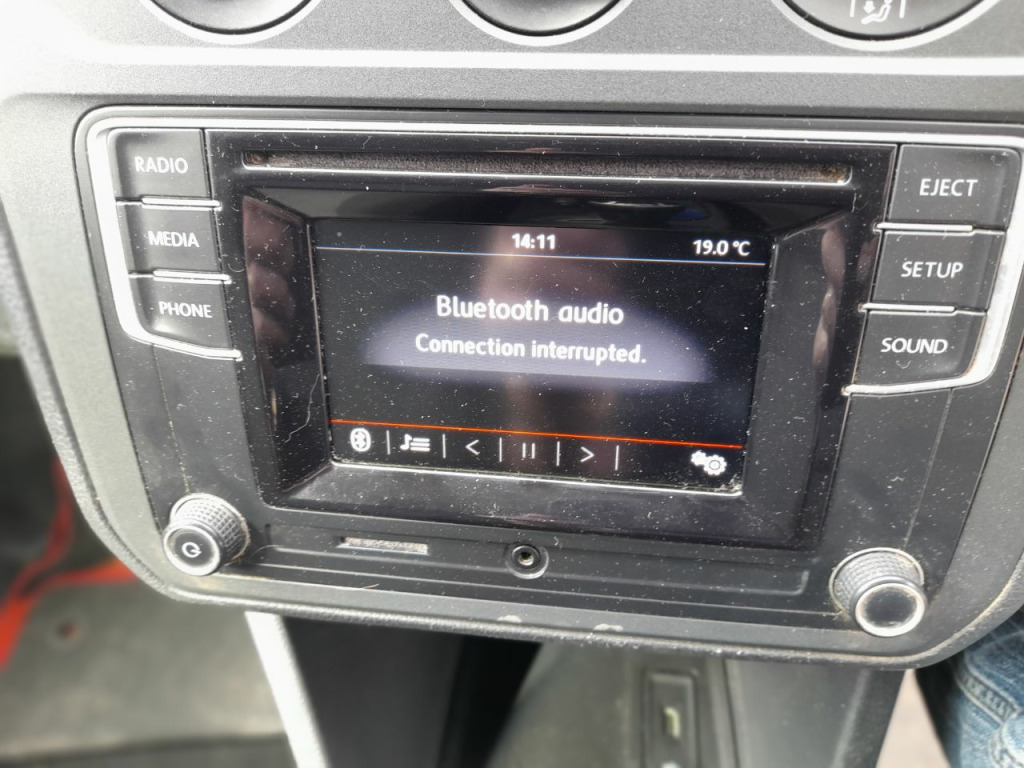 RADIO
MEDIA
PHONE
14:11
19.0 °C
Bluetooth audio
Connection interrupted.
EJECT
SETUP
SOUND